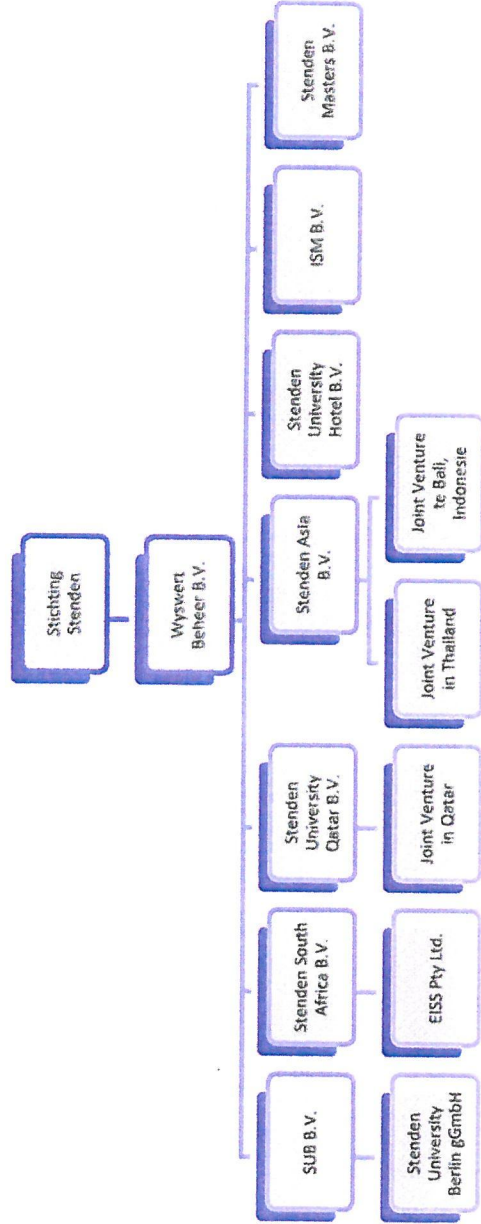 Stichting
Stenden
Wyswert
Beheer B.V.
SUB B.V.
Stenden South
Africa B.V.
Stenden
University
Qatar B.V.
Stenden Asia
B.V.
Stenden
University
Hotel B.V.
ISM B.V.
Stenden
Masters B.V.
Stenden
University
Berlin gGmbH
EISS Pty Ltd.
Joint Venture
in Qatar
Joint Venture
in Thailand
Joint Venture
te Bali,
Indonesie